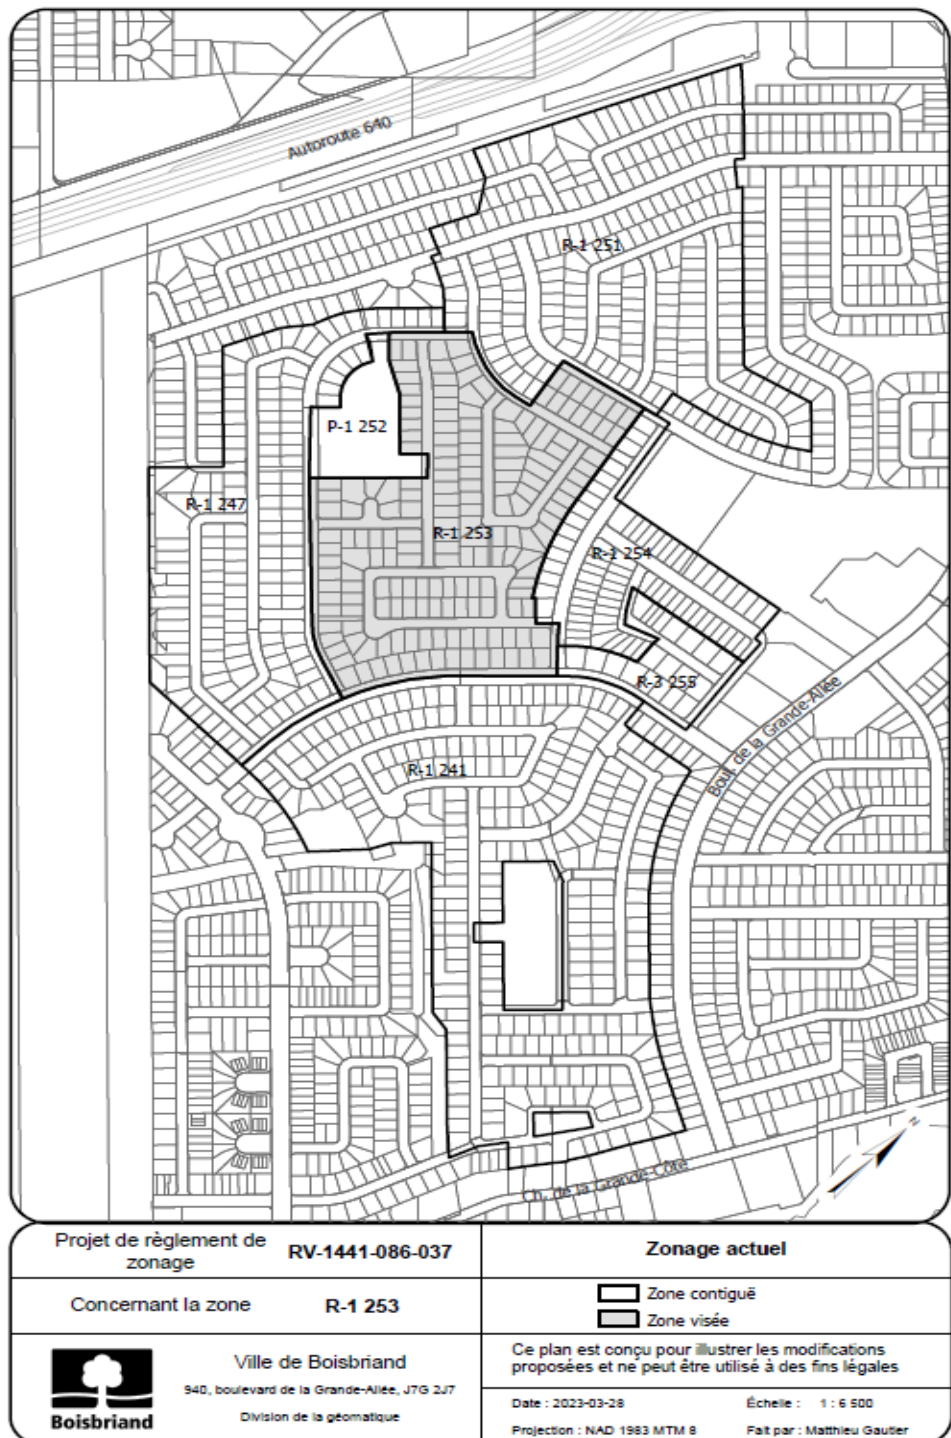 Autoroute 640
R-1 251
P-1 252
R-1 247
R-1 253
R-1 254
R-3 255
Boul. de la Grande-Allée
R-1 241
Ch. de la Grande-Côte
N
Projet de règlement de
zonage
RV-1441-086-037
Zonage actuel
Concernant la zone
R-1 253
Zone contiguë
Zone visée
Boisbriand
Ville de Boisbriand
940, boulevard de la Grande-Allée, J7G 2J7
Division de la géomatique
Ce plan est conçu pour illustrer les modifications
proposées et ne peut être utilisé à des fins légales
Date : 2023-03-28
Échelle : 1 : 6 500
Projection : NAD 1983 MTM 8
Fait par : Matthieu Gautier